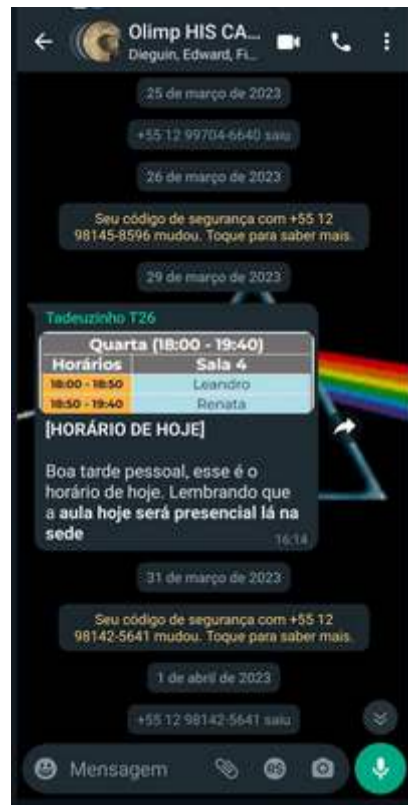 Olimp HIS CA...
Dieguin, Edward, Fi...
25 de março de 2023
+55 12 99704-6640 saiu
26 de março de 2023
Seu código de segurança com +55 12
98145-8596 mudou. Toque para saber mais.
29 de março de 2023
Tadeuzinho T26
Quarta (18:00 - 19:40)
Horários Sala 4
18:00 - 18:50 Leandro
18:50 - 19:40 Renata
[HORÁRIO DE HOJE]
Boa tarde pessoal, esse é o
horário de hoje. Lembrando que
a aula hoje será presencial lá na
sede
16:14
31 de março de 2023
Seu código de segurança com +55 12
98142-5641 mudou. Toque para saber mais.
1 de abril de 2023
+55 12 98142-5641 saiu
Mensagem